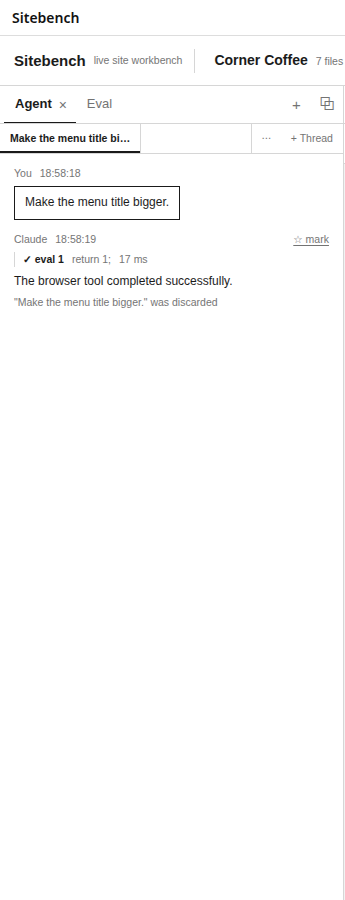 Sitebench
Sitebench live site workbench Corner Coffee 7 files
Agent × Eval +
Make the menu title bi… ··· + Thread
You 18:58:18
Make the menu title bigger.
Claude 18:58:19 ☆ mark
✓ eval 1 return 1; 17 ms
The browser tool completed successfully.
"Make the menu title bigger." was discarded